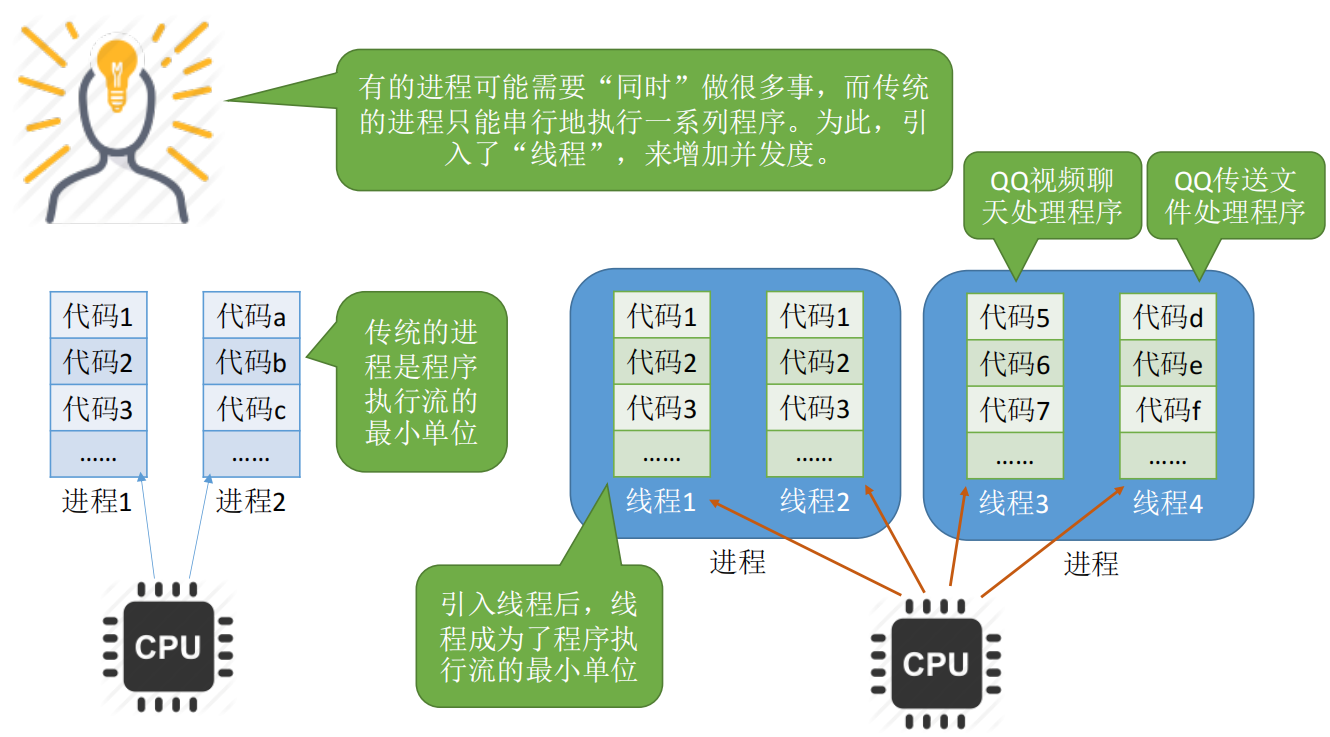 有的进程可能需要“同时”做很多事，而传统
的进程只能串行地执行一系列程序。为此，引
入了“线程”，来增加并发度。
QQ视频聊
天处理程序
QQ传送文
件处理程序
代码1
代码2
代码3
……
进程1
代码a
代码b
代码c
……
进程2
传统的进
程是程序
执行流的
最小单位
CPU
代码1
代码2
代码3
……
线程1
代码1
代码2
代码3
……
线程2
进程
代码5
代码6
代码7
……
线程3
代码d
代码e
代码f
……
线程4
进程
引入线程后，线
程成为了程序执
行流的最小单位
CPU